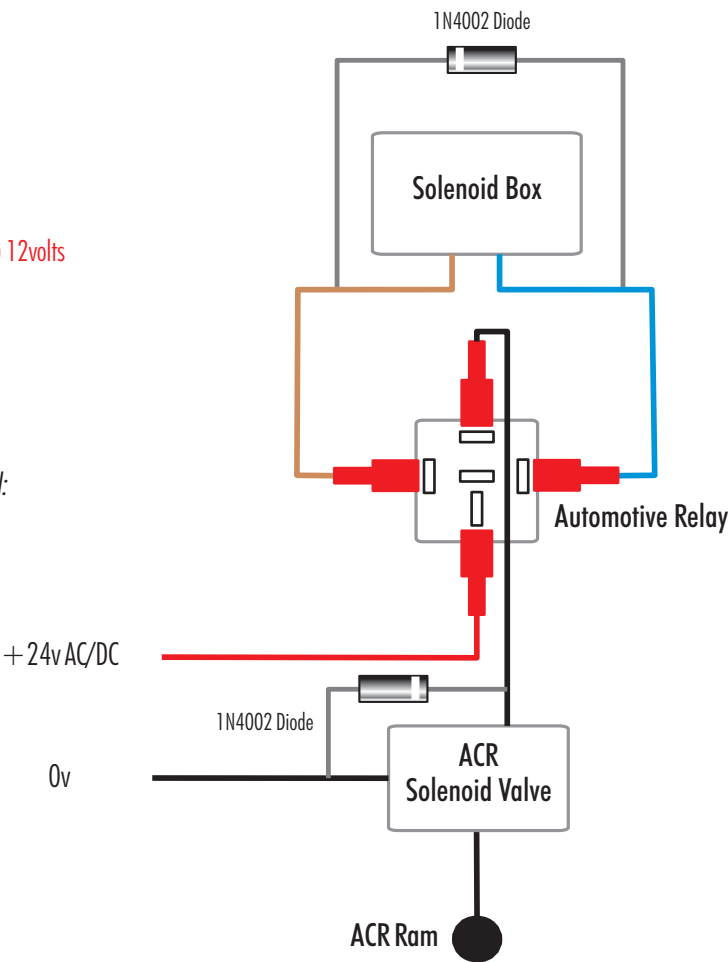 1N4002 Diode
Solenoid Box
12volts
Automotive Relay
+24v AC/DC
1N4002 Diode
0v
ACR
Solenoid Valve
ACR Ram